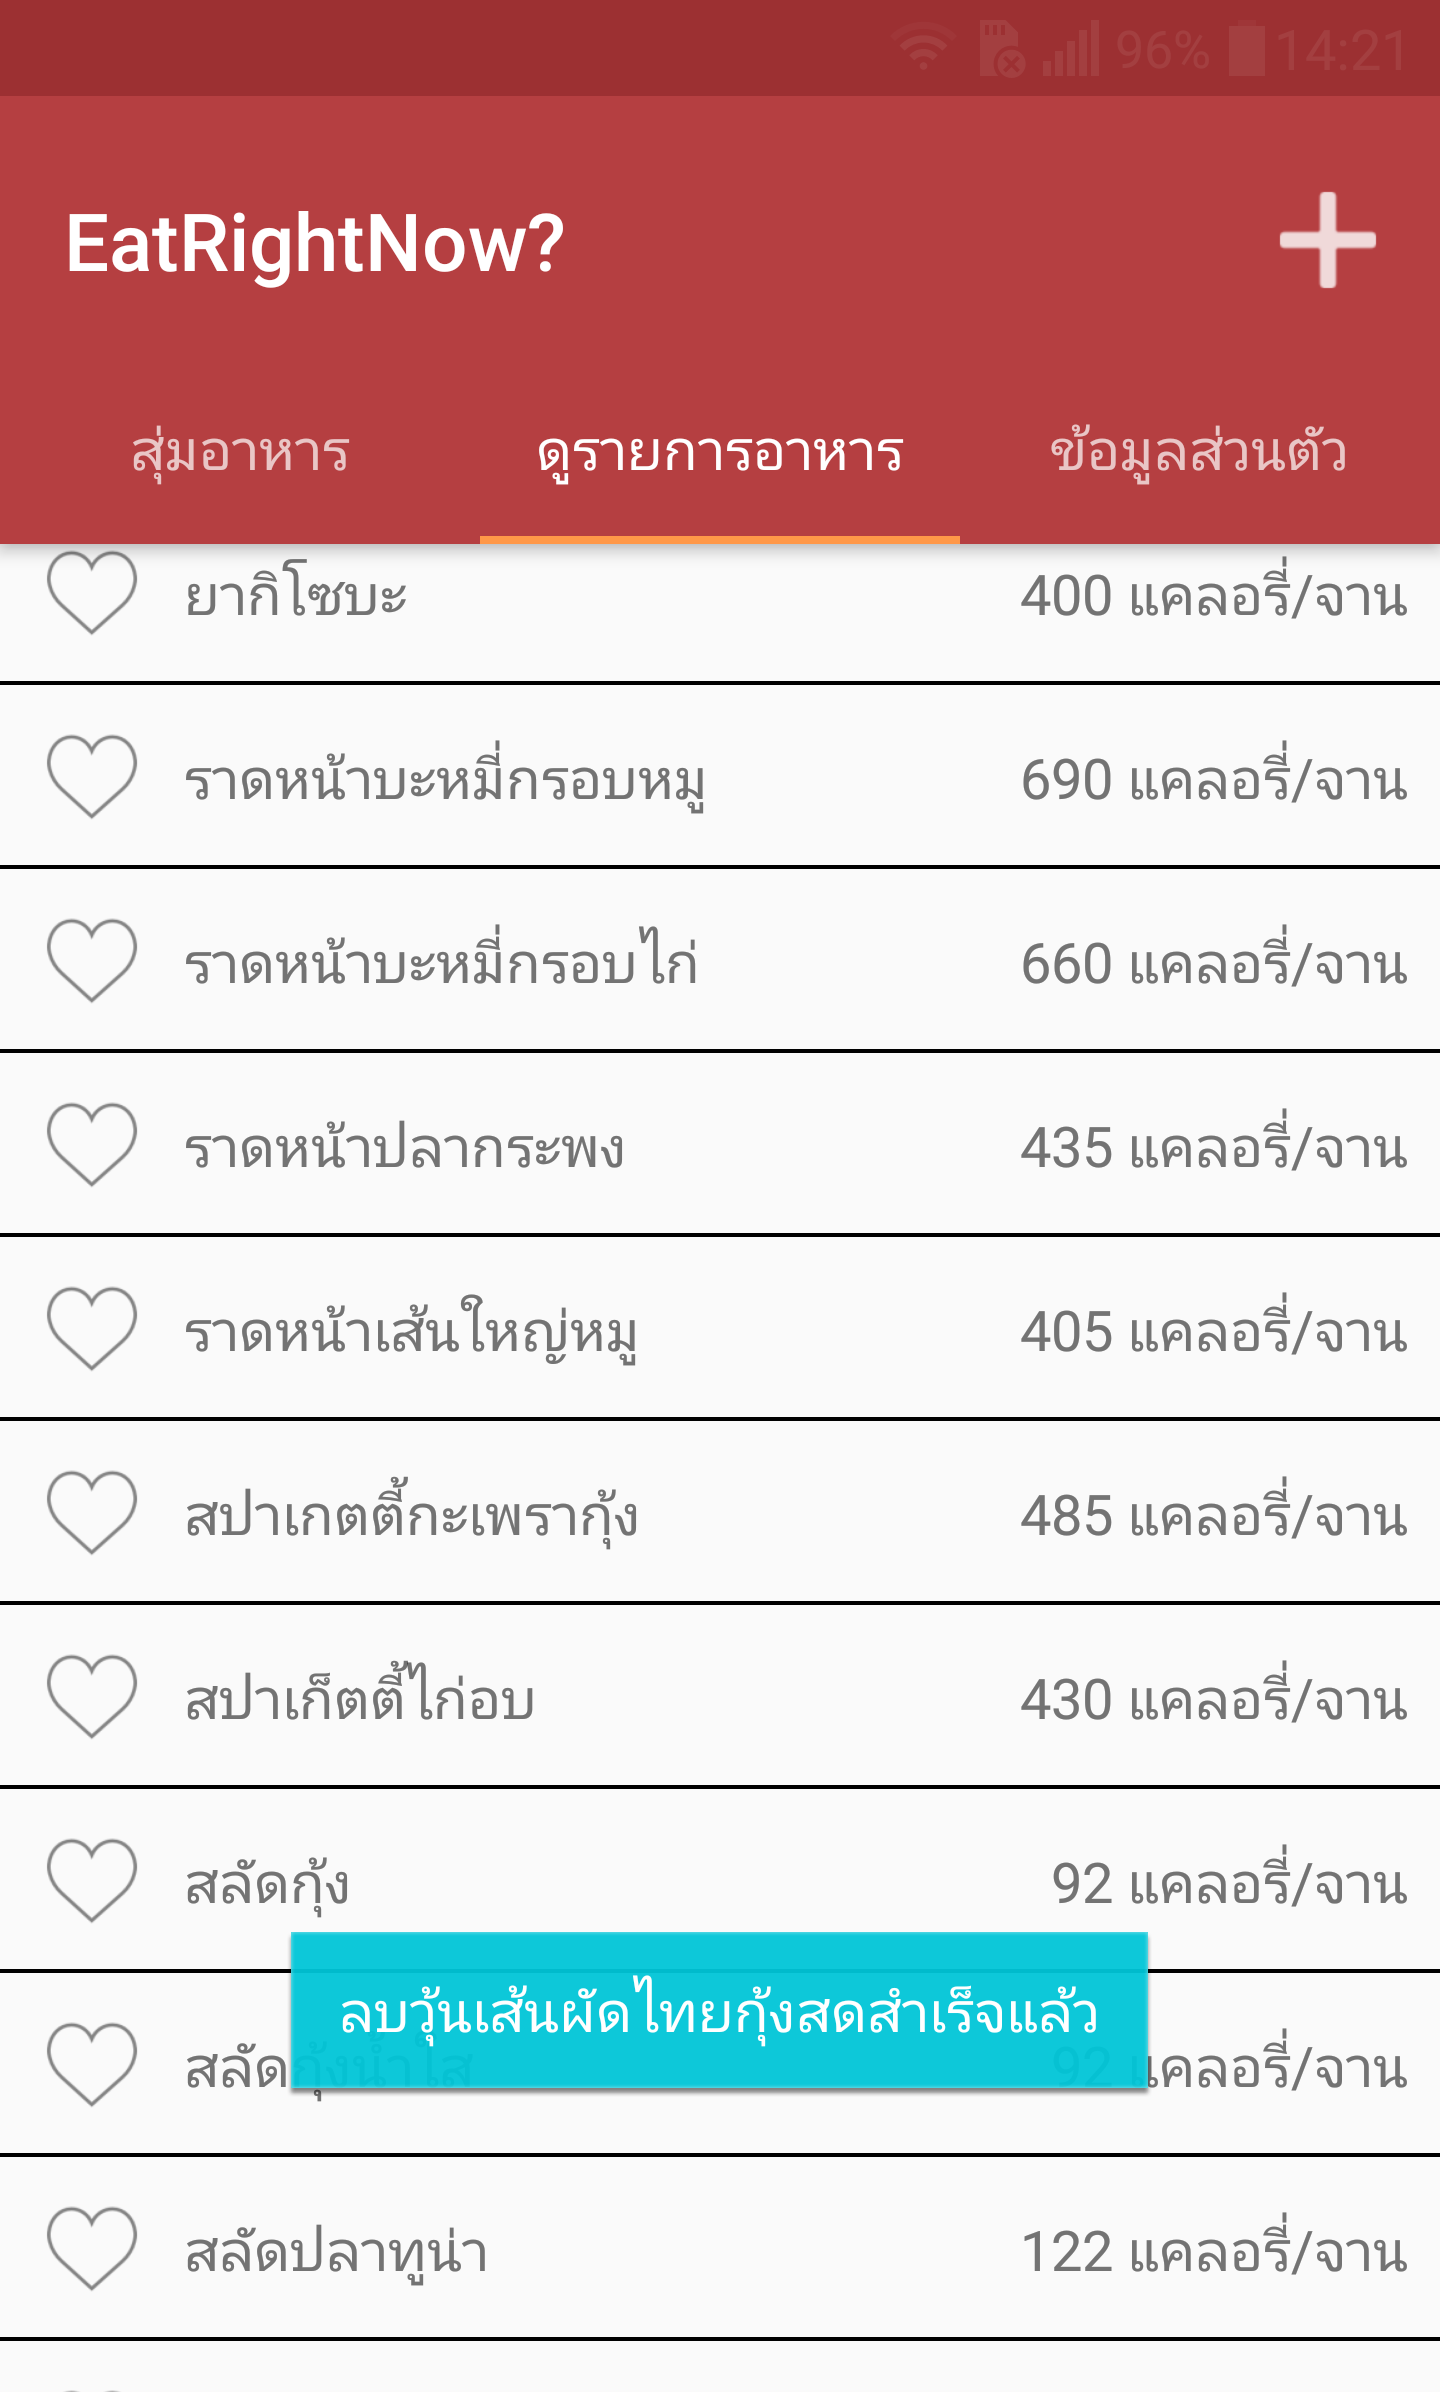 96% 14:21
EatRightNow?
สุ่มอาหาร ดูรายการอาหาร ข้อมูลส่วนตัว
ยากิโซบะ 400 แคลอรี่/จาน
ราดหน้าบะหมี่กรอบหมู 690 แคลอรี่/จาน
ราดหน้าบะหมี่กรอบไก่ 660 แคลอรี่/จาน
ราดหน้าปลากระพง 435 แคลอรี่/จาน
ราดหน้าเส้นใหญ่หมู 405 แคลอรี่/จาน
สปาเกตตี้กะเพรากุ้ง 485 แคลอรี่/จาน
สปาเก็ตตี้ไก่อบ 430 แคลอรี่/จาน
สลัดกุ้ง 92 แคลอรี่/จาน
ลบวุ้นเส้นผัดไทยกุ้งสดสำเร็จแล้ว
สลัดกุ้งน้ำใส 92 แคลอรี่/จาน
สลัดปลาทูน่า 122 แคลอรี่/จาน